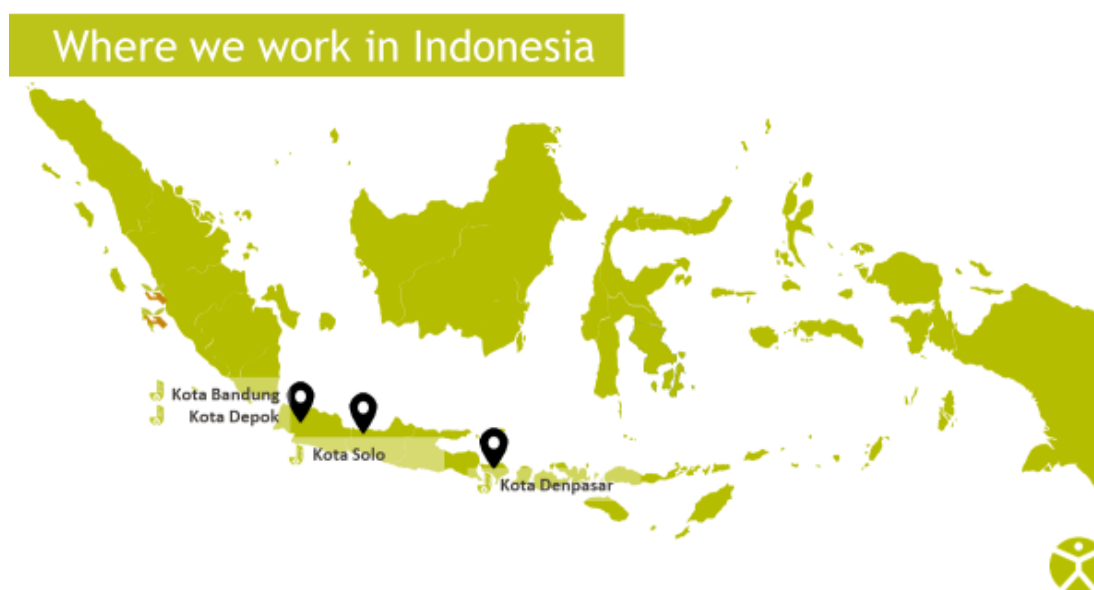 Where we work in Indonesia
Kota Bandung
Kota Depok
Kota Solo
Kota Denpasar